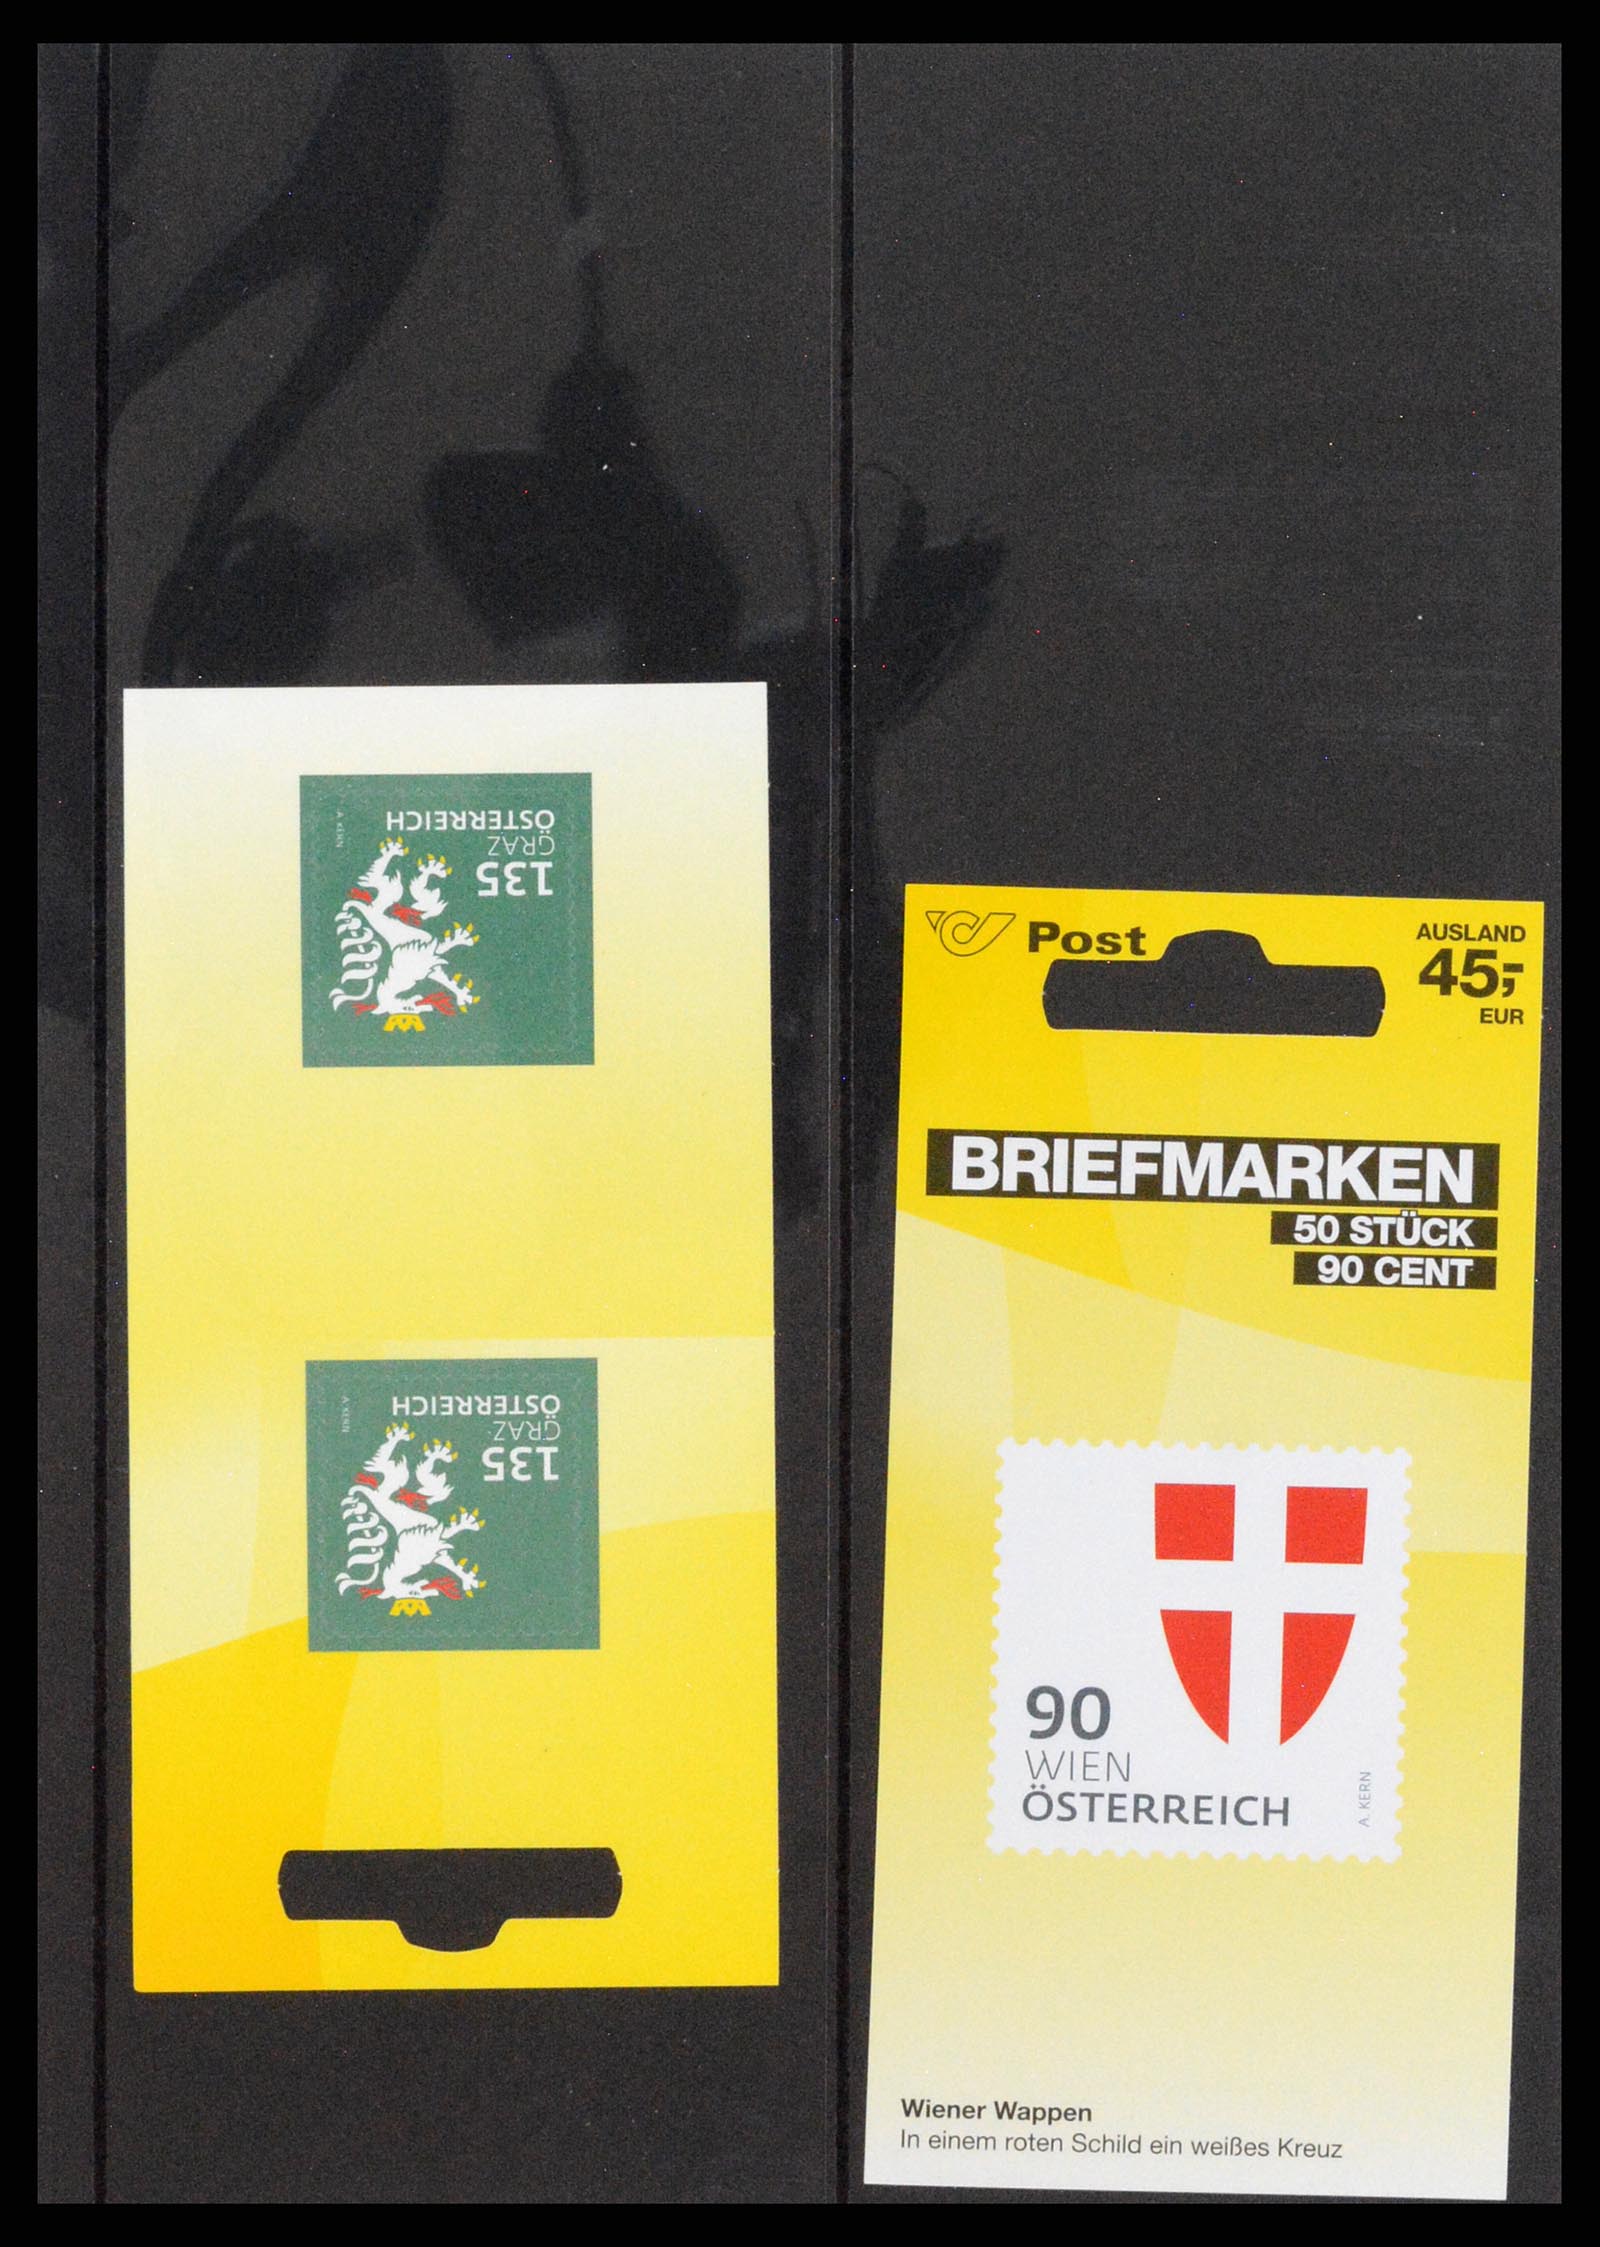 135
GRAZ
ÖSTERREICH
A. KERN
135
GRAZ
ÖSTERREICH
A. KERN
Post
AUSLAND
45,-
EUR
BRIEFMARKEN
50 STÜCK
90 CENT
90
WIEN
ÖSTERREICH
A. KERN
Wiener Wappen
In einem roten Schild ein weißes Kreuz